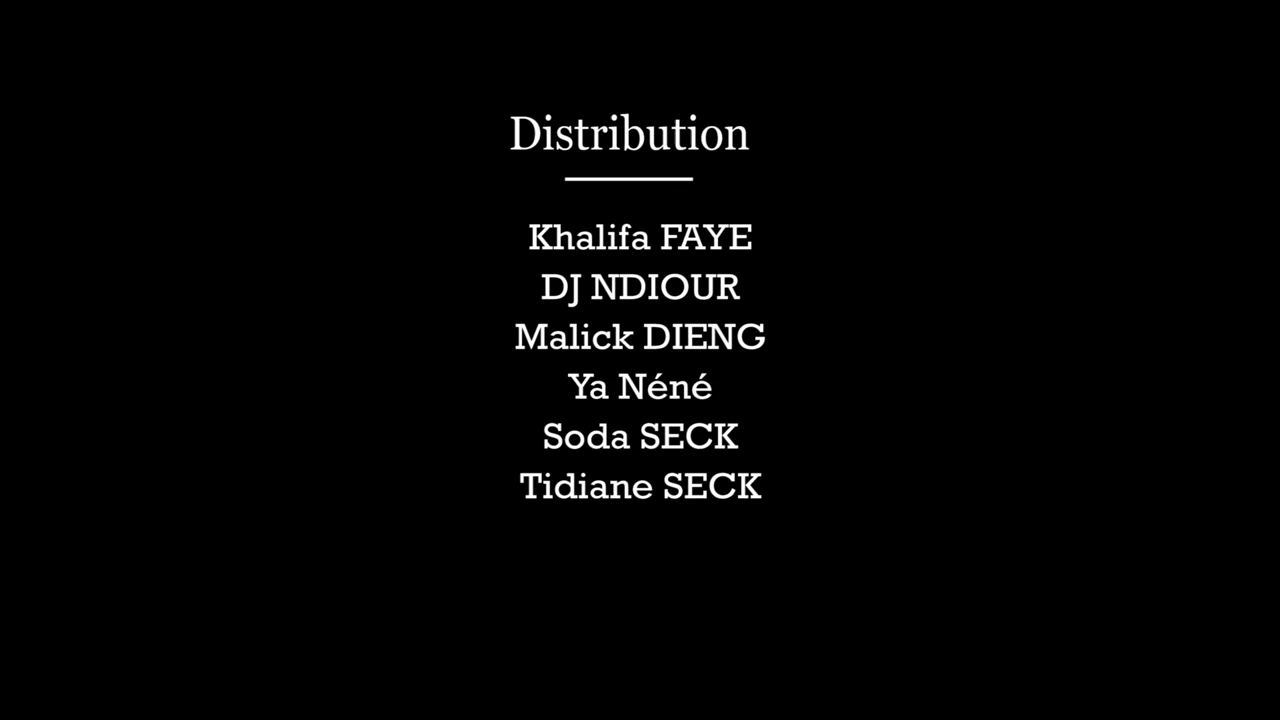 Distribution
Khalifa FAYE
DJ NDIOUR
Malick DIENG
Ya Néné
Soda SECK
Tidiane SECK